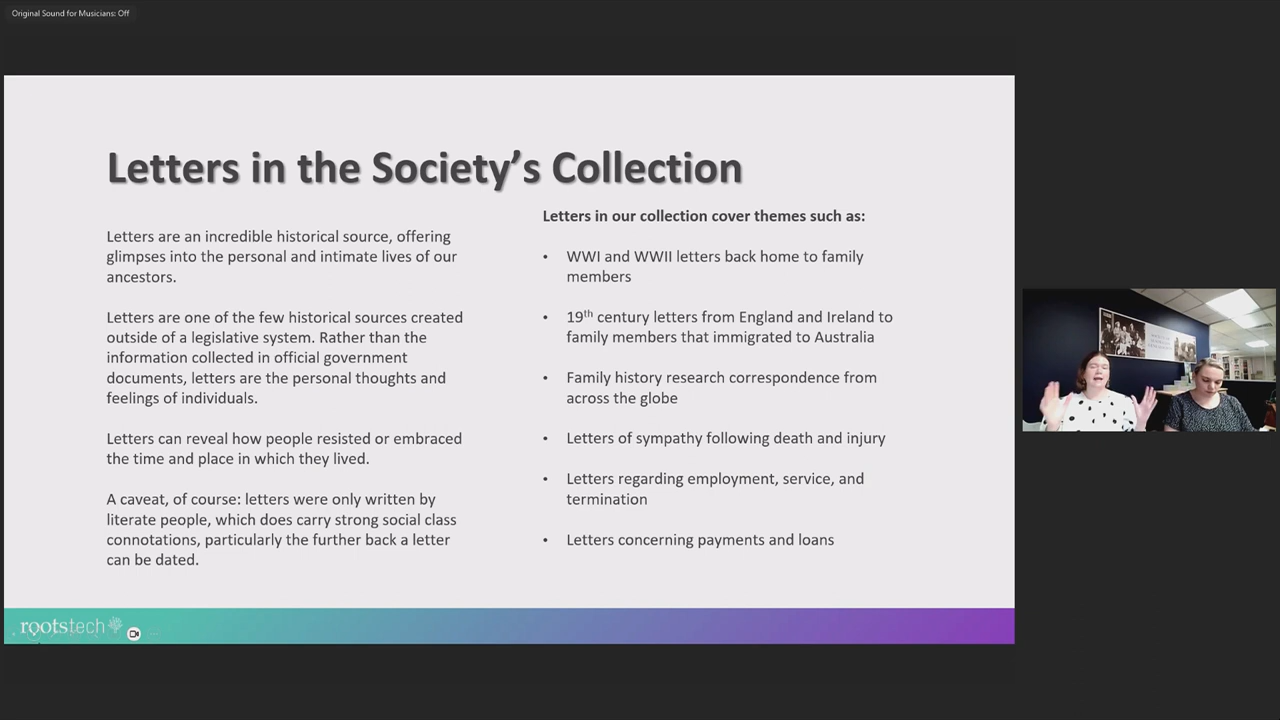 Original Sound for Musicians: Off
Letters in the Society's Collection
Letters are an incredible historical source, offering
glimpses into the personal and intimate lives of our
ancestors.
Letters are one of the few historical sources created
outside of a legislative system. Rather than the
information collected in official government
documents, letters are the personal thoughts and
feelings of individuals.
Letters can reveal how people resisted or embraced
the time and place in which they lived.
A caveat, of course: letters were only written by
literate people, which does carry strong social class
connotations, particularly the further back a letter
can be dated.
Letters in our collection cover themes such as:
• WWI and WWII letters back home to family
members
• 19th century letters from England and Ireland to
family members that immigrated to Australia
• Family history research correspondence from
across the globe
• Letters of sympathy following death and injury
• Letters regarding employment, service, and
termination
• Letters concerning payments and loans
rootstech